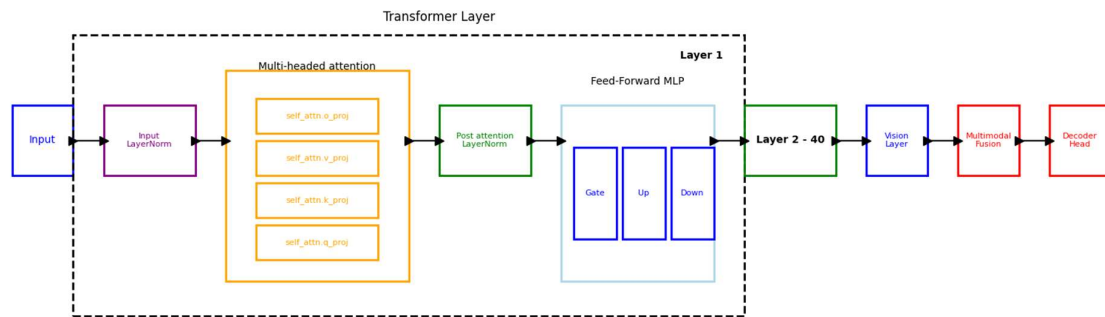 Transformer Layer
Layer 1
Multi-headed attention
Feed-Forward MLP
Input
Input
LayerNorm
self_attn.o_proj
self_attn.v_proj
self_attn.k_proj
self_attn.q_proj
Post attention
LayerNorm
Gate
Up
Down
Layer 2 - 40
Vision
Layer
Multimodal
Fusion
Decoder
Head